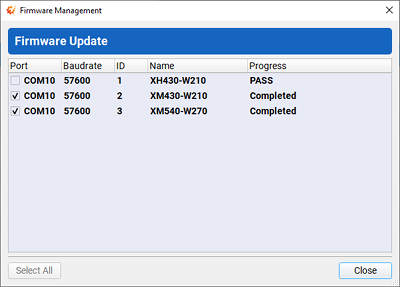 Firmware Management
Firmware Update
Port Baudrate ID Name Progress
COM10 57600 1 XH430-W210 PASS
COM10 57600 2 XM430-W210 Completed
COM10 57600 3 XM540-W270 Completed
Select All Close